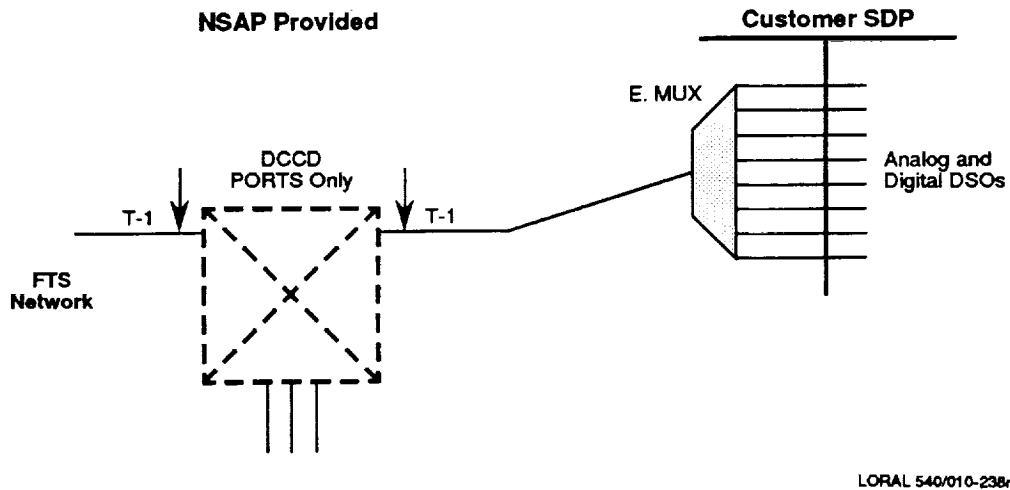 NSAP Provided
Customer SDP
E. MUX
DCCD
PORTS Only
Analog and
Digital DSOs
T-1
T-1
FTS
Network
LORAL 540/010-238r